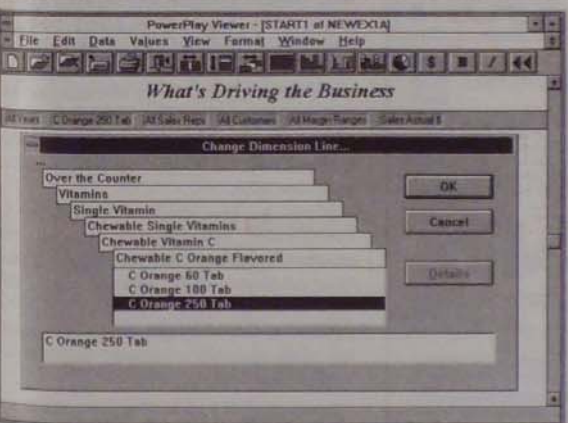 PowerPlay Viewer - [START1 of NEWEX1A]
File Edit Data Values View Format Window Help
$ B I
What's Driving the Business
All Years C Orange 250 Tab All Sales Reps All Customers All Margin Ranges Sales Actual $
Change Dimension Line...
...
Over the Counter
Vitamins
Single Vitamin
Chewable Single Vitamins
Chewable Vitamin C
Chewable C Orange Flavored
C Orange 60 Tab
C Orange 100 Tab
C Orange 250 Tab
OK
Cancel
Details
C Orange 250 Tab